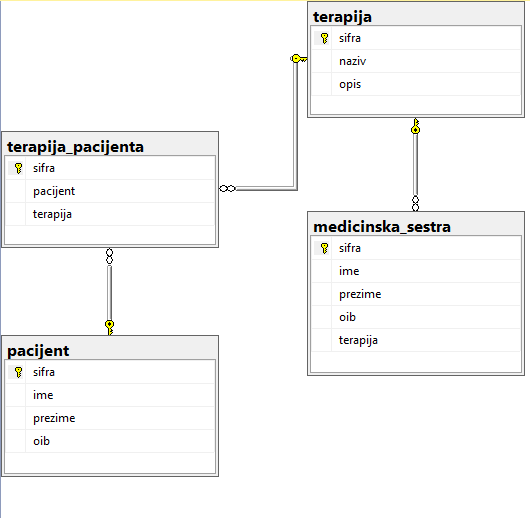 terapija
sifra
naziv
opis
terapija_pacijenta
sifra
pacijent
terapija
medicinska_sestra
sifra
ime
prezime
oib
terapija
pacijent
sifra
ime
prezime
oib